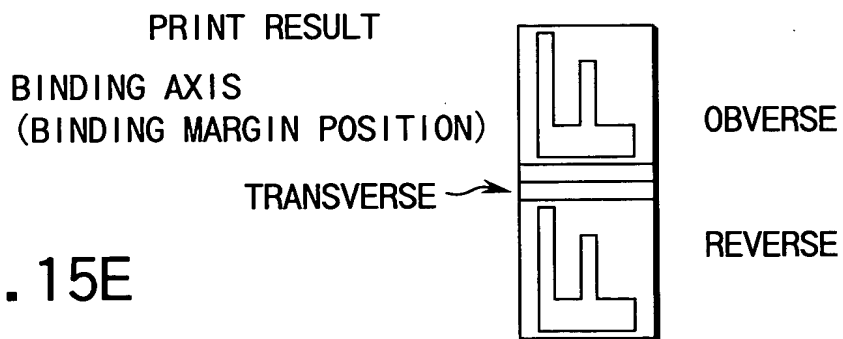 PRINT RESULT
BINDING AXIS
(BINDING MARGIN POSITION)
OBVERSE
TRANSVERSE
REVERSE
.15E